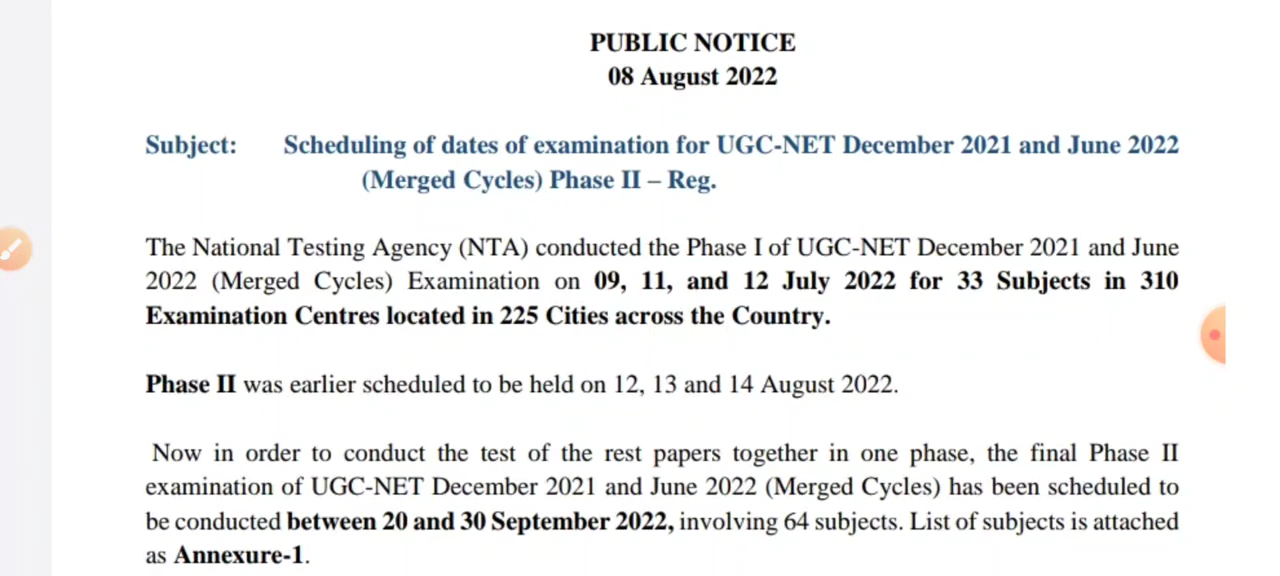 PUBLIC NOTICE
08 August 2022
Subject: Scheduling of dates of examination for UGC-NET December 2021 and June 2022
(Merged Cycles) Phase II – Reg.
The National Testing Agency (NTA) conducted the Phase I of UGC-NET December 2021 and June
2022 (Merged Cycles) Examination on 09, 11, and 12 July 2022 for 33 Subjects in 310
Examination Centres located in 225 Cities across the Country.
Phase II was earlier scheduled to be held on 12, 13 and 14 August 2022.
Now in order to conduct the test of the rest papers together in one phase, the final Phase II
examination of UGC-NET December 2021 and June 2022 (Merged Cycles) has been scheduled to
be conducted between 20 and 30 September 2022, involving 64 subjects. List of subjects is attached
as Annexure-1.